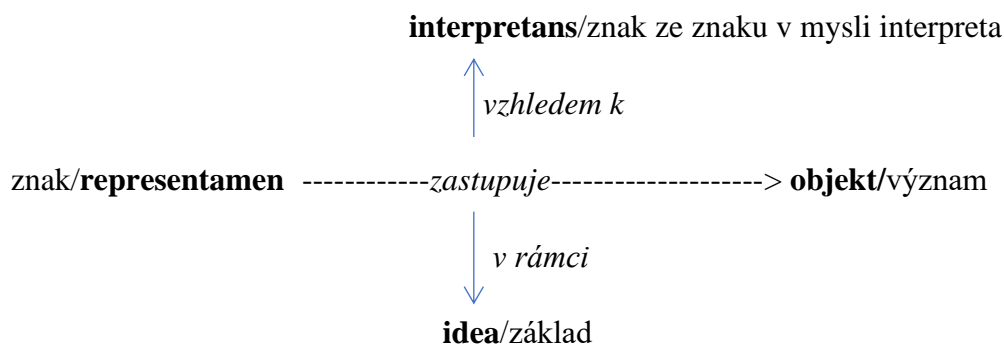 interpretans/znak ze znaku v mysli interpreta
vzhledem k
znak/representamen ------------zastupuje--------------------> objekt/význam
v rámci
idea/základ